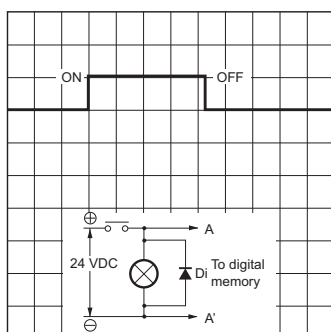 ON OFF
⊕
A
24 VDC
Di
To digital
memory
⊖
A'